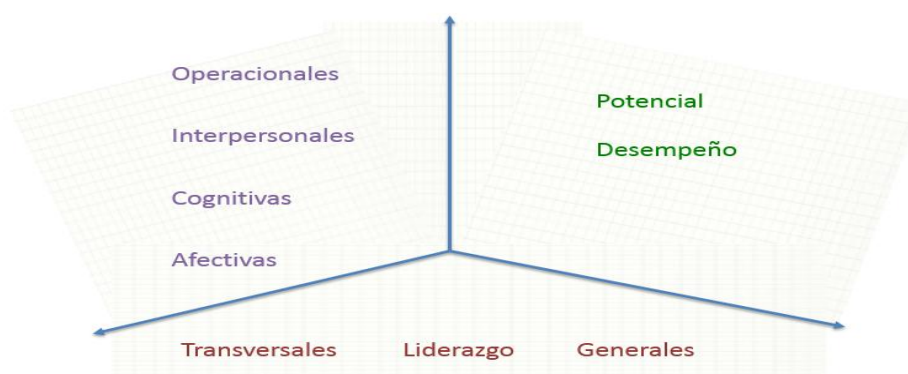 Operacionales
Interpersonales
Cognitivas
Afectivas
Potencial
Desempeño
Transversales Liderazgo Generales